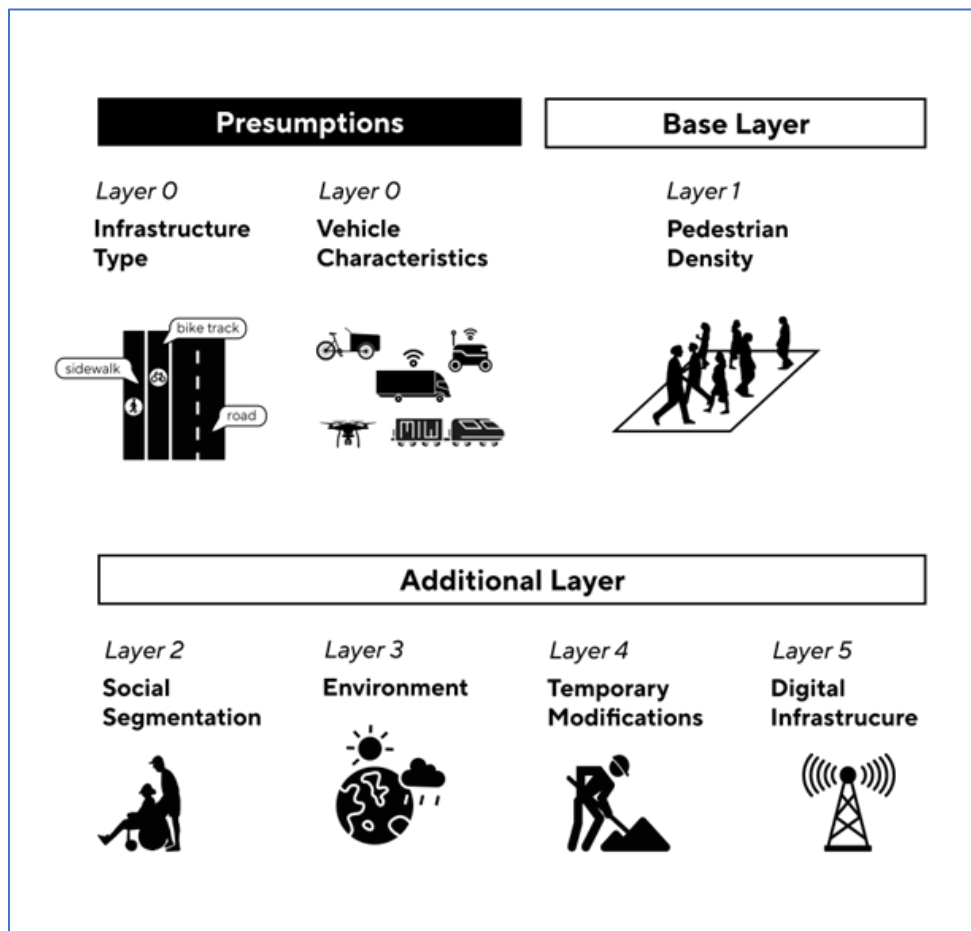 Presumptions
Base Layer
Layer 0
Infrastructure
Type
Layer 0
Vehicle
Characteristics
Layer 1
Pedestrian
Density
bike track
sidewalk
road
Additional Layer
Layer 2
Social
Segmentation
Layer 3
Environment
Layer 4
Temporary
Modifications
Layer 5
Digital
Infrastrucure